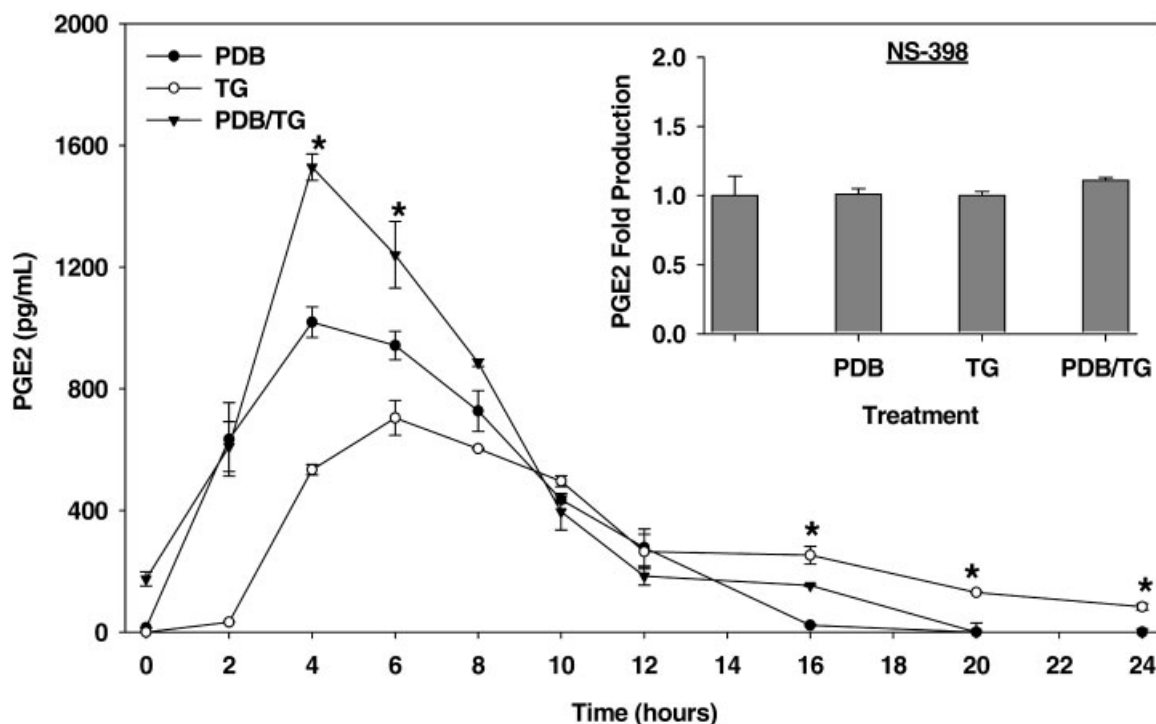 PGE2 (pg/mL)
2000
1600
1200
800
400
0
PDB
TG
PDB/TG
*
*
*
*
*
0 2 4 6 8 10 12 14 16 18 20 22 24
Time (hours)
NS-398
PGE2 Fold Production
2.0
1.5
1.0
0.5
0.0
PDB TG PDB/TG
Treatment